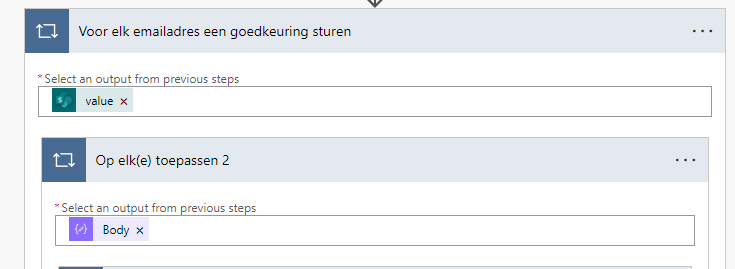 Voor elk emailadres een goedkeuring sturen
* Select an output from previous steps
value ×
Op elk(e) toepassen 2
* Select an output from previous steps
Body ×